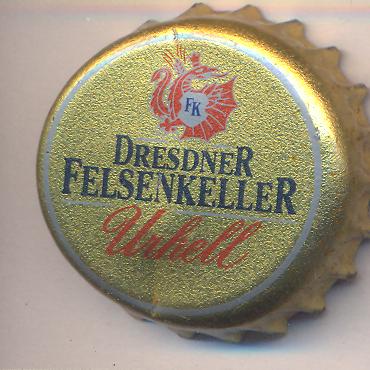 FK
DRESDNER
FELSENKELLER
Urhell